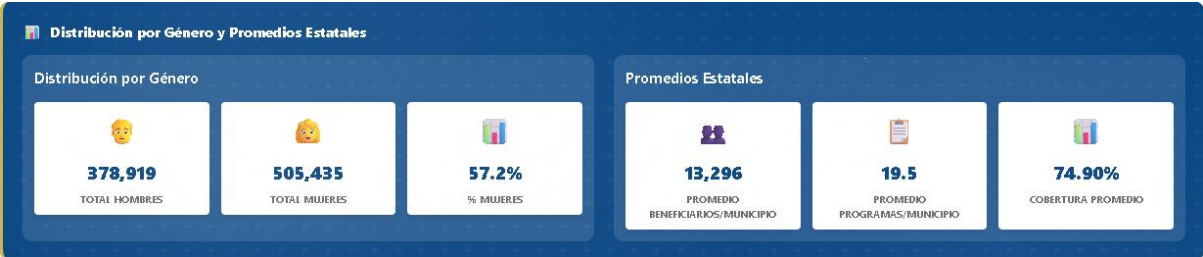 Distribución por Género y Promedios Estatales
Distribución por Género
378,919
TOTAL HOMBRES
505,435
TOTAL MUJERES
57.2%
% MUJERES
Promedios Estatales
13,296
PROMEDIO
BENEFICIARIOS/MUNICIPIO
19.5
PROMEDIO
PROGRAMAS/MUNICIPIO
74.90%
COBERTURA PROMEDIO